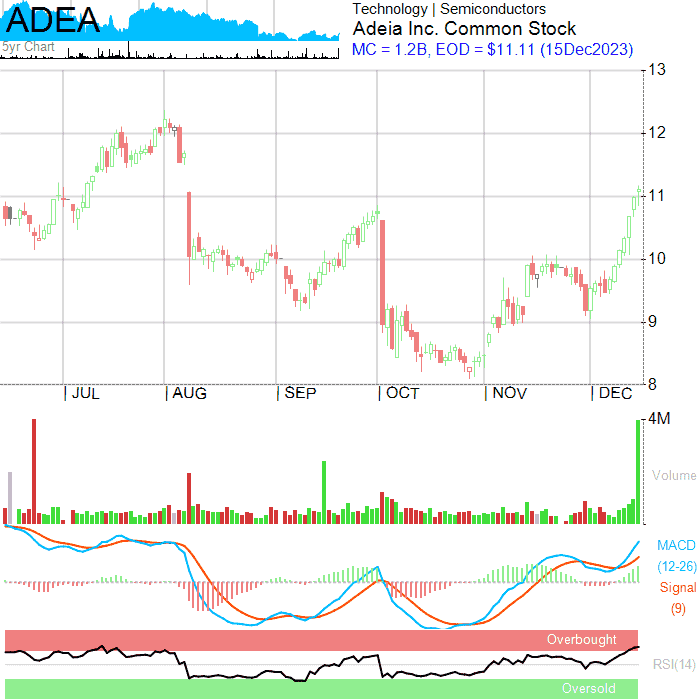 ADEA
5yr Chart
Technology | Semiconductors
Adeia Inc. Common Stock
MC = 1.2B, EOD = $11.11 (15Dec2023)
13
12
11
10
9
8
| JUL | AUG | SEP | OCT | NOV | DEC
4M
Volume
MACD
(12-26)
Signal
(9)
Overbought
RSI(14)
Oversold